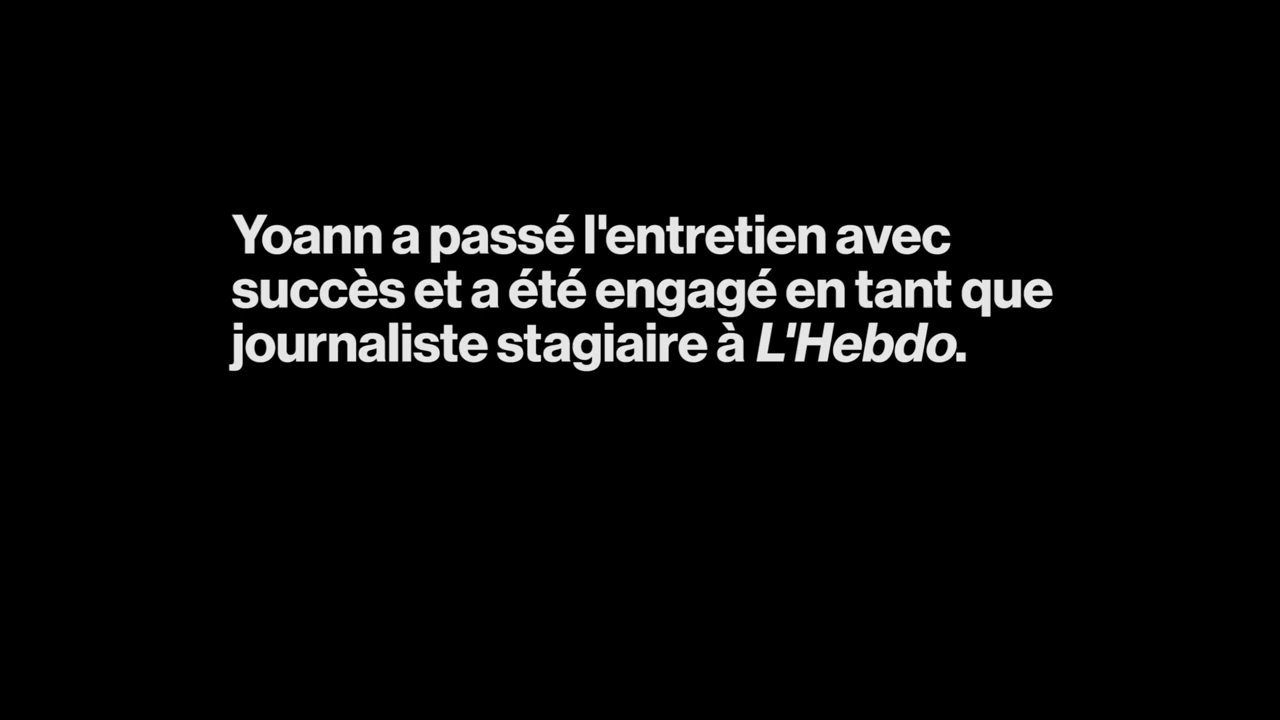 Yoann a passé l'entretien avec
succès et a été engagé en tant que
journaliste stagiaire à L'Hebdo.